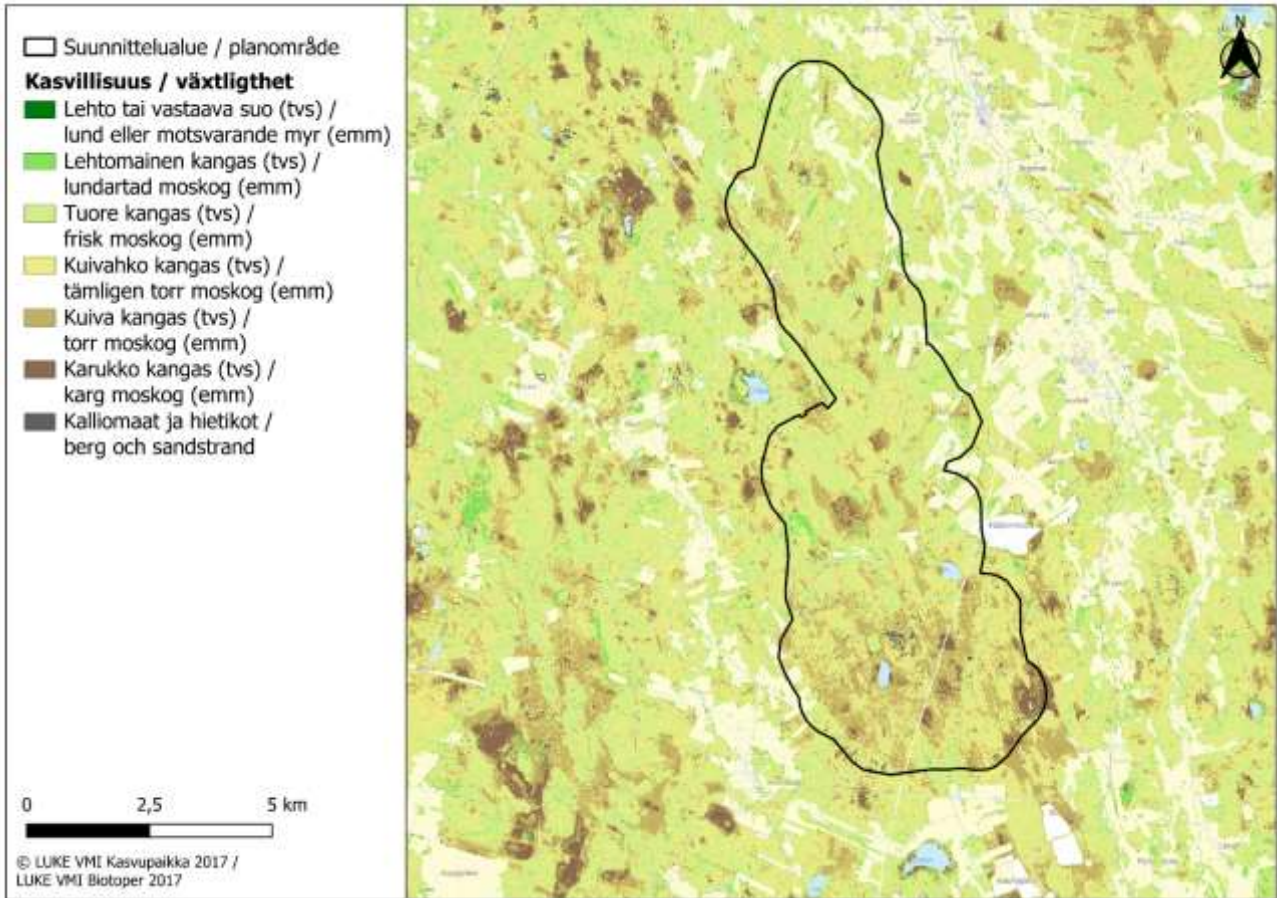 Suunnittelualue / planområde
Kasvillisuus / växtligthet
Lehto tai vastaava suo (tvs) /
lund eller motsvarande myr (emm)
Lehtomainen kangas (tvs) /
lundartad moskog (emm)
Tuore kangas (tvs) /
frisk moskog (emm)
Kuivahko kangas (tvs) /
tämligen torr moskog (emm)
Kuiva kangas (tvs) /
torr moskog (emm)
Karukko kangas (tvs) /
karg moskog (emm)
Kalliomaat ja hietikot /
berg och sandstrand
0 2,5 5 km
© LUKE VMI Kasvupaikka 2017 /
LUKE VMI Biotoper 2017
N